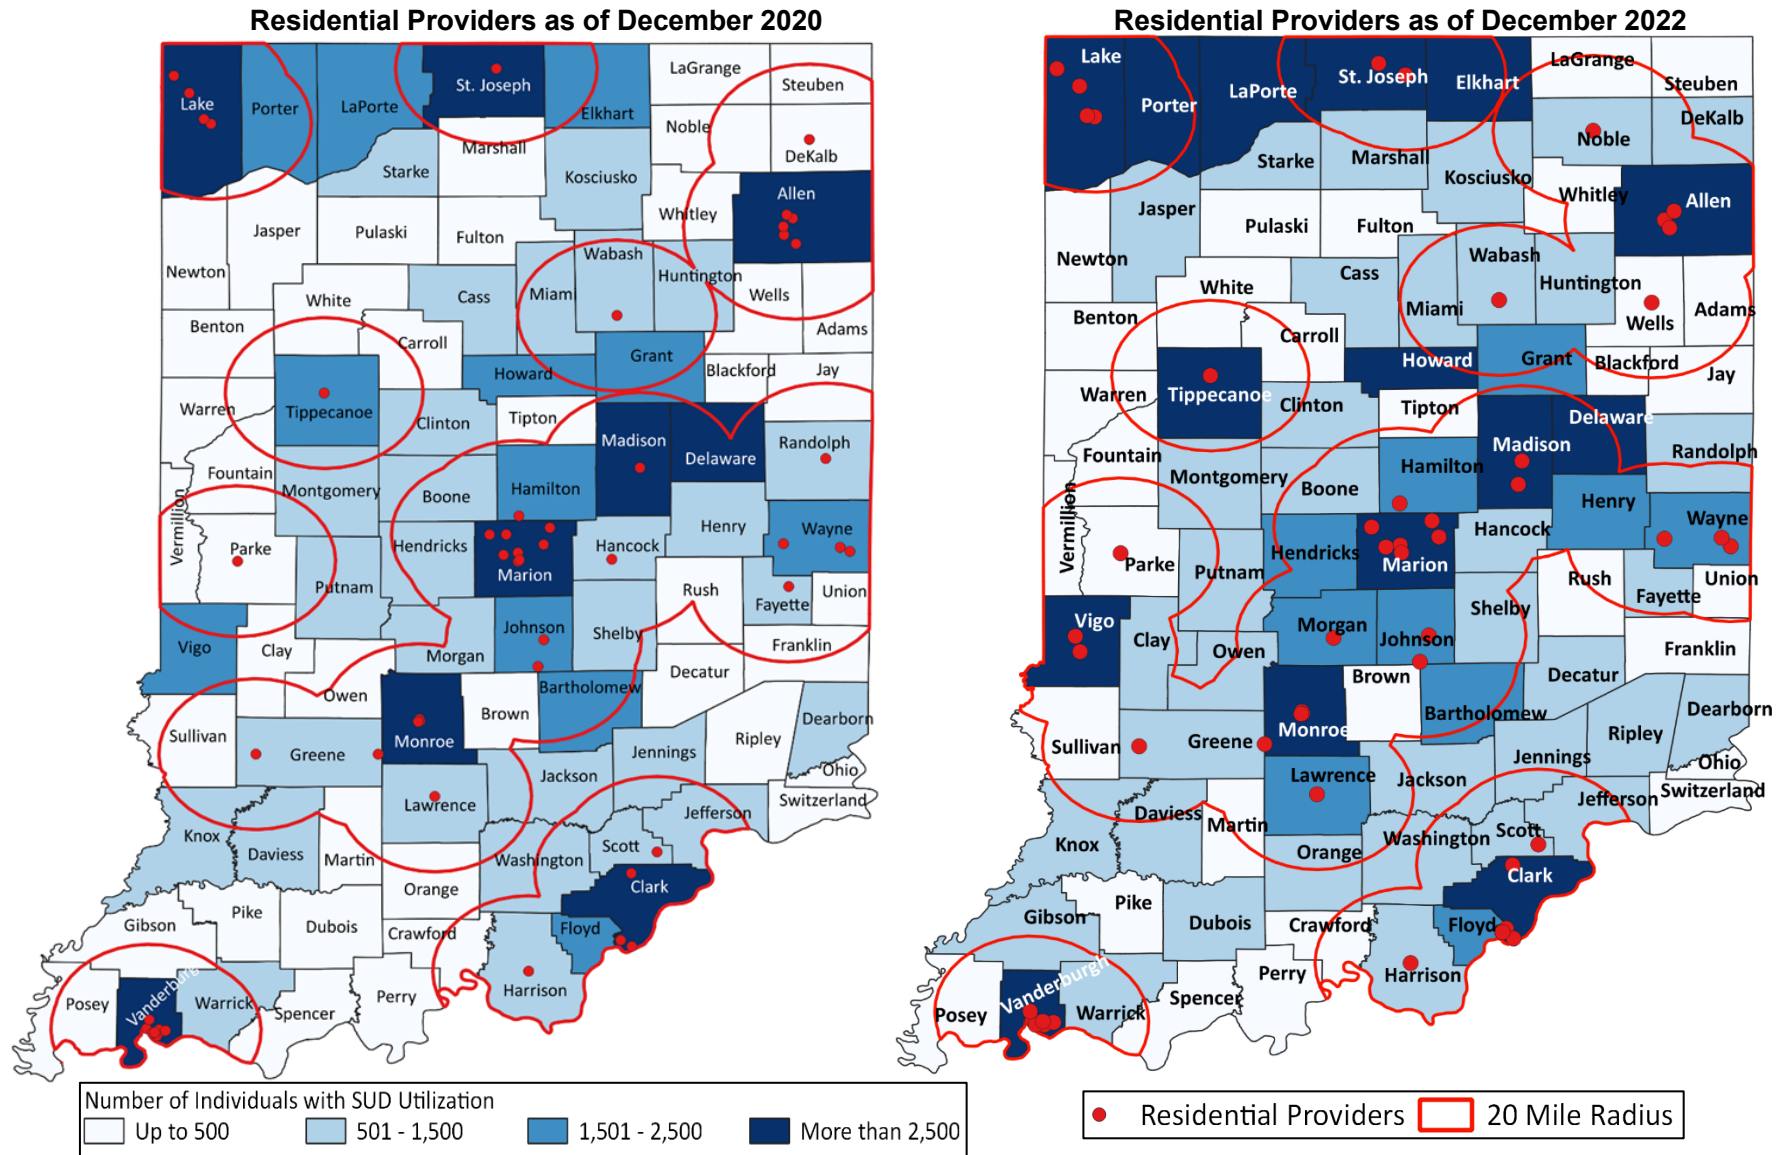 Residential Providers as of December 2020
LaGrange
Steuben
St. Joseph
Lake
Porter
LaPorte
Elkhart
Noble
DeKalb
Marshall
Starke
Kosciusko
Allen
Whitley
Jasper
Pulaski
Fulton
Wabash
Newton
Huntington
White
Cass
Miami
Wells
Benton
Carroll
Adams
Grant
Howard
Blackford
Jay
Warren
Tippecanoe
Clinton
Tipton
Madison
Randolph
Delaware
Fountain
Montgomery
Boone
Hamilton
Vermillion
Henry
Wayne
Parke
Hendricks
Hancock
Marion
Putnam
Rush
Union
Fayette
Johnson
Shelby
Vigo
Clay
Morgan
Franklin
Decatur
Owen
Bartholomew
Brown
Dearborn
Sullivan
Monroe
Greene
Jennings
Ripley
Ohio
Jackson
Lawrence
Switzerland
Jefferson
Knox
Daviess
Martin
Washington
Scott
Orange
Clark
Gibson
Pike
Dubois
Crawford
Floyd
Harrison
Posey
Vanderburg
Warrick
Spencer
Perry
Number of Individuals with SUD Utilization
Up to 500 501 - 1,500 1,501 - 2,500 More than 2,500
Residential Providers as of December 2022
Lake
LaGrange
St. Joseph
Elkhart
Steuben
Porter
LaPorte
DeKalb
Noble
Starke
Marshall
Kosciusko
Whitley
Allen
Jasper
Pulaski
Fulton
Wabash
Newton
Cass
Huntington
White
Miami
Benton
Carroll
Wells
Adams
Howard
Grant
Blackford
Jay
Warren
Tippecanoe
Clinton
Tipton
Delaware
Madison
Randolph
Fountain
Hamilton
Montgomery
Boone
Vermillion
Henry
Wayne
Hancock
Hendricks
Parke
Marion
Putnam
Rush
Union
Fayette
Shelby
Vigo
Clay
Morgan
Johnson
Owen
Franklin
Brown
Decatur
Bartholomew
Dearborn
Sullivan
Greene
Monroe
Ripley
Jennings
Ohio
Lawrence
Jackson
Switzerland
Jefferson
Daviess
Martin
Washington
Scott
Knox
Orange
Clark
Pike
Gibson
Dubois
Crawford
Floyd
Harrison
Perry
Vanderburgh
Spencer
Posey
Warrick
Residential Providers 20 Mile Radius